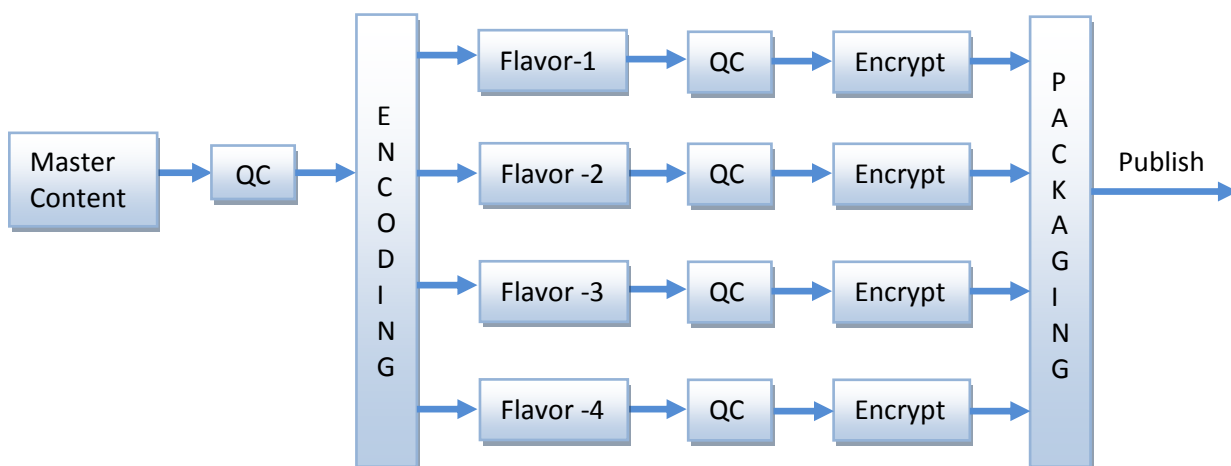 Master
Content
QC
E
N
C
O
D
I
N
G
Flavor-1
QC
Encrypt
Flavor -2
QC
Encrypt
Flavor -3
QC
Encrypt
Flavor -4
QC
Encrypt
P
A
C
K
A
G
I
N
G
Publish